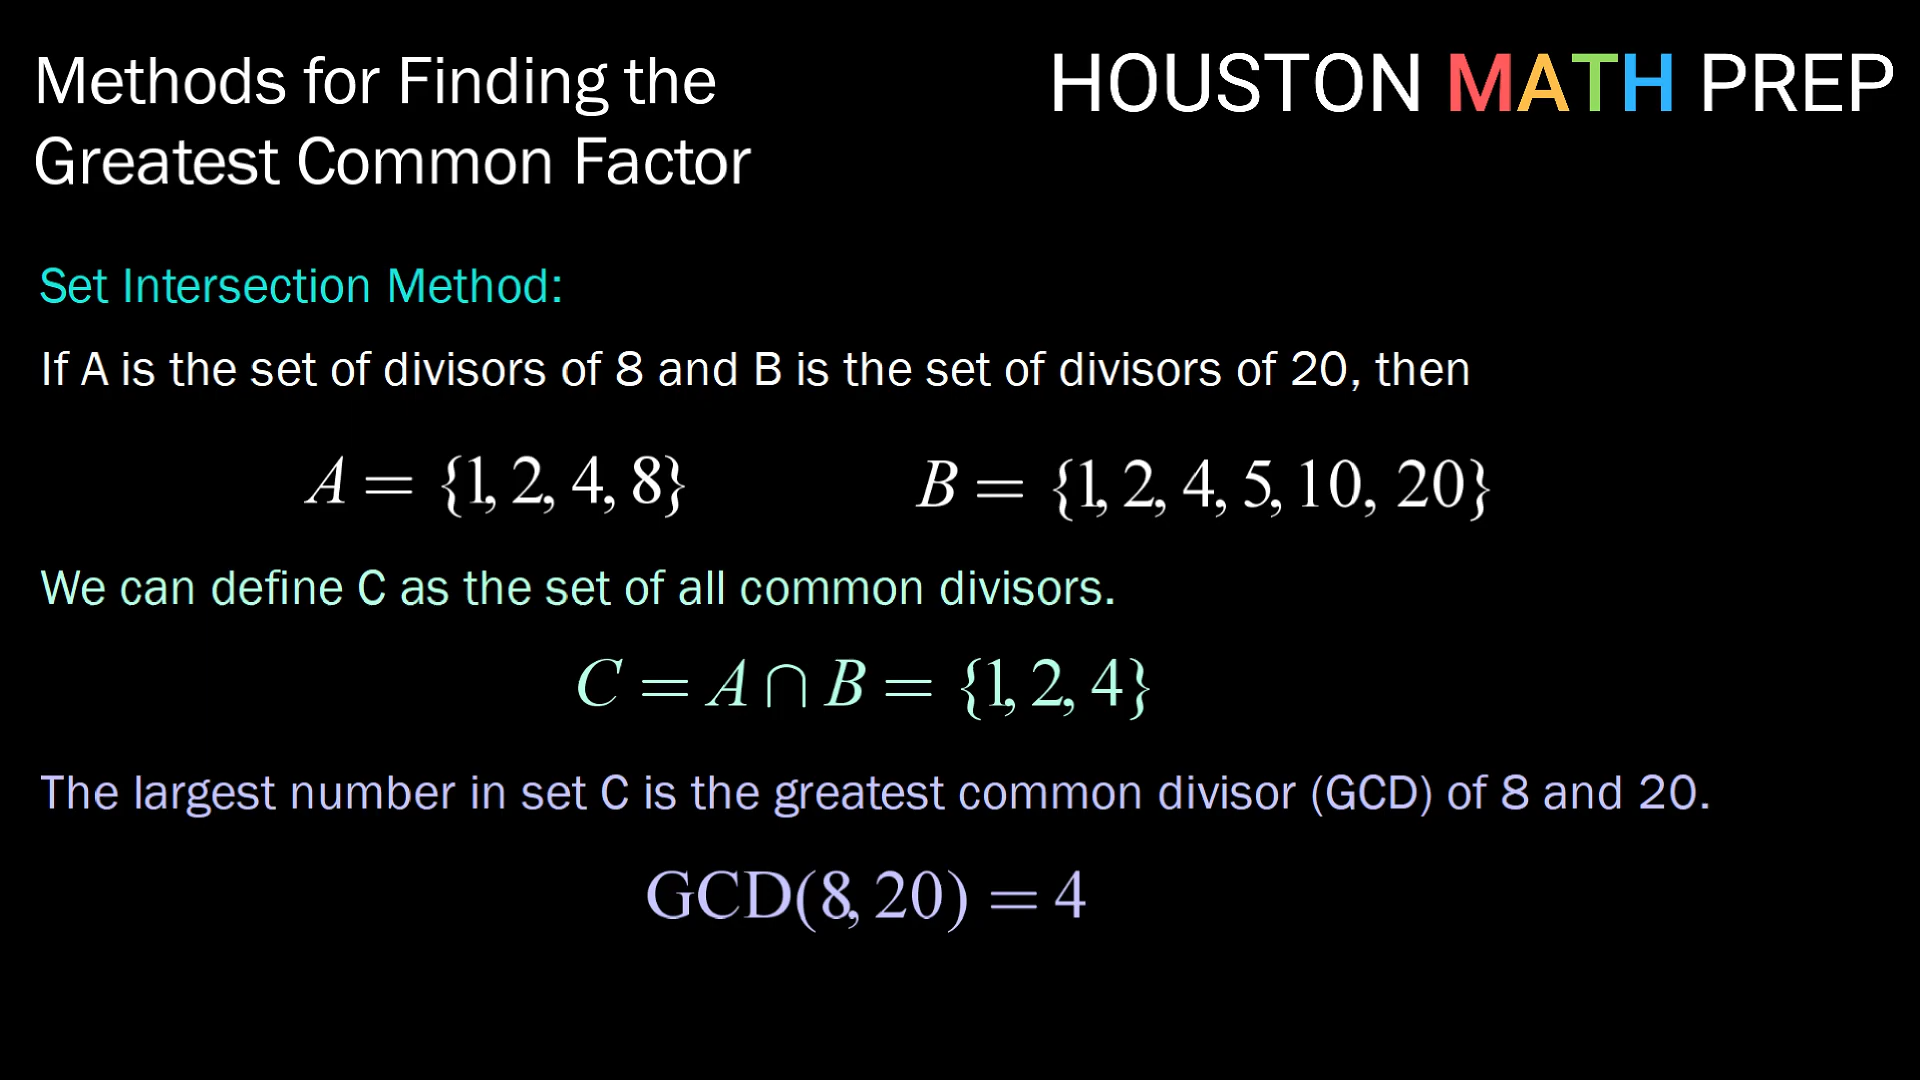 Methods for Finding the
Greatest Common Factor
HOUSTON MATH PREP
Set Intersection Method:
If A is the set of divisors of 8 and B is the set of divisors of 20, then
A = {1, 2, 4, 8}
B = {1, 2, 4, 5, 10, 20}
We can define C as the set of all common divisors.
C = A ∩ B = {1, 2, 4}
The largest number in set C is the greatest common divisor (GCD) of 8 and 20.
GCD(8, 20) = 4